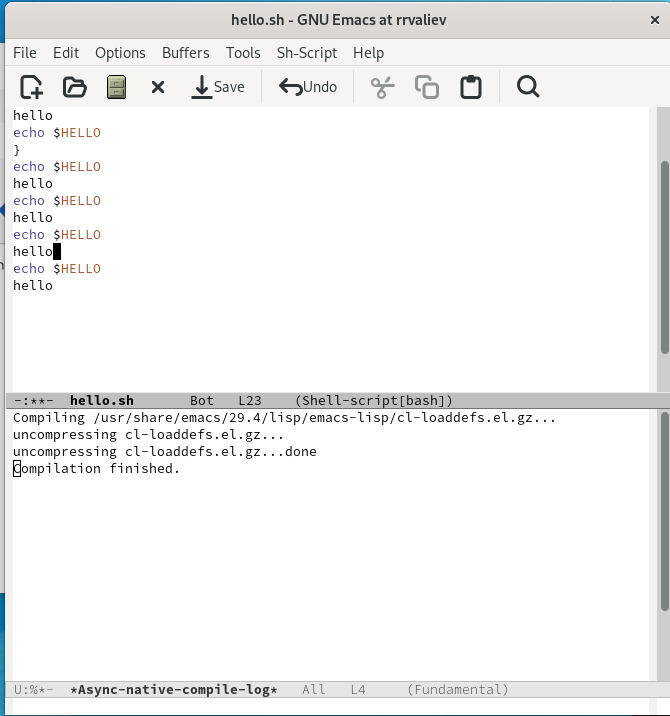 hello.sh - GNU Emacs at rrvaliev
File Edit Options Buffers Tools Sh-Script Help
Save Undo
hello
echo $HELLO
}
echo $HELLO
hello
echo $HELLO
hello
echo $HELLO
hello
echo $HELLO
hello
-:**- hello.sh Bot L23 (Shell-script[bash])
Compiling /usr/share/emacs/29.4/lisp/emacs-lisp/cl-loaddefs.el.gz...
uncompressing cl-loaddefs.el.gz...
uncompressing cl-loaddefs.el.gz...done
Compilation finished.
U:%*- *Async-native-compile-log* All L4 (Fundamental)